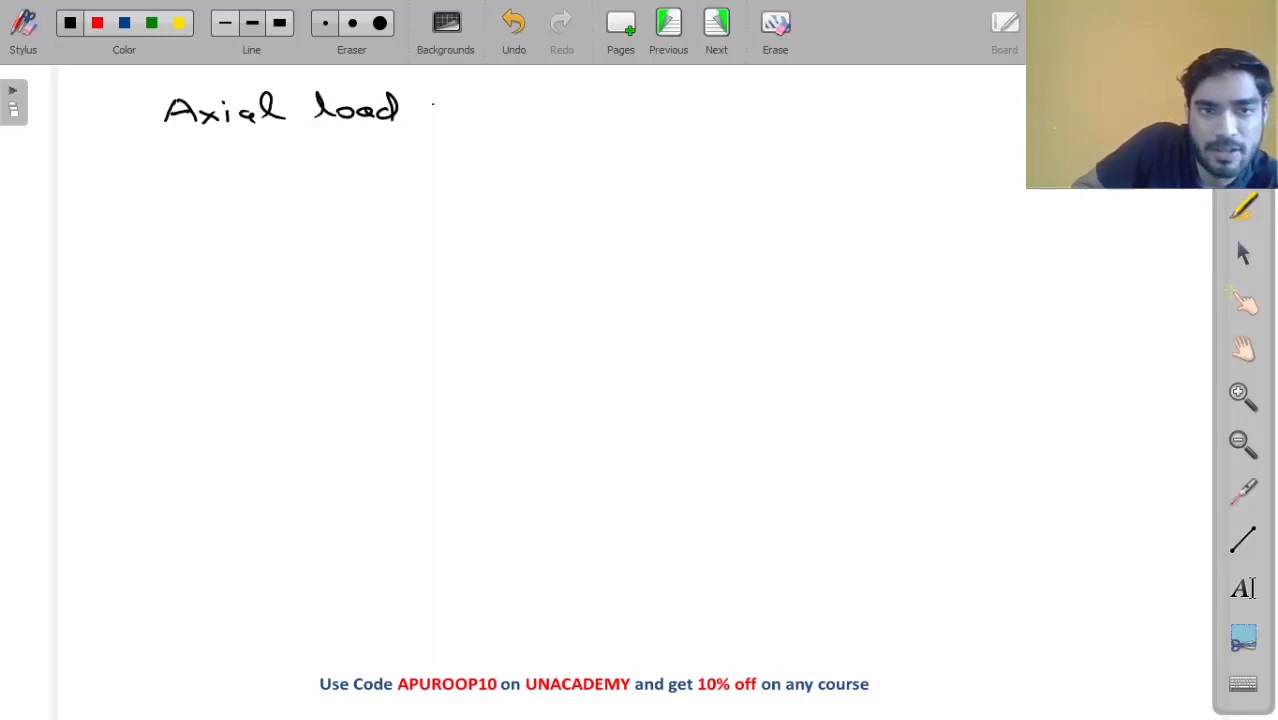 Stylus
Color
Line
Eraser
Backgrounds
Undo
Redo
Pages
Previous
Next
Erase
Board
Axial load
Use Code APUROOP10 on UNACADEMY and get 10% off on any course